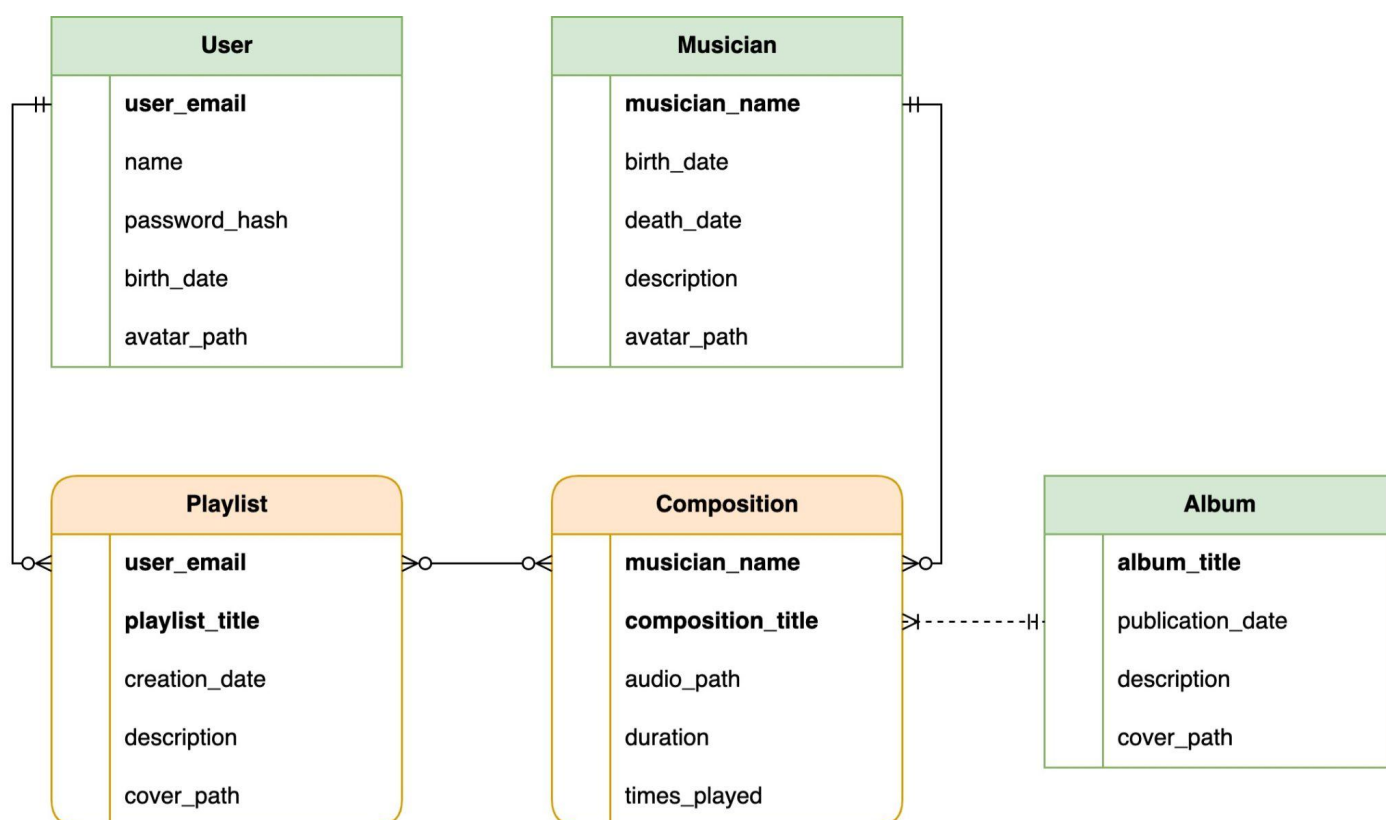 User
user_email
name
password_hash
birth_date
avatar_path
Musician
musician_name
birth_date
death_date
description
avatar_path
Playlist
user_email
playlist_title
creation_date
description
cover_path
Composition
musician_name
composition_title
audio_path
duration
times_played
Album
album_title
publication_date
description
cover_path